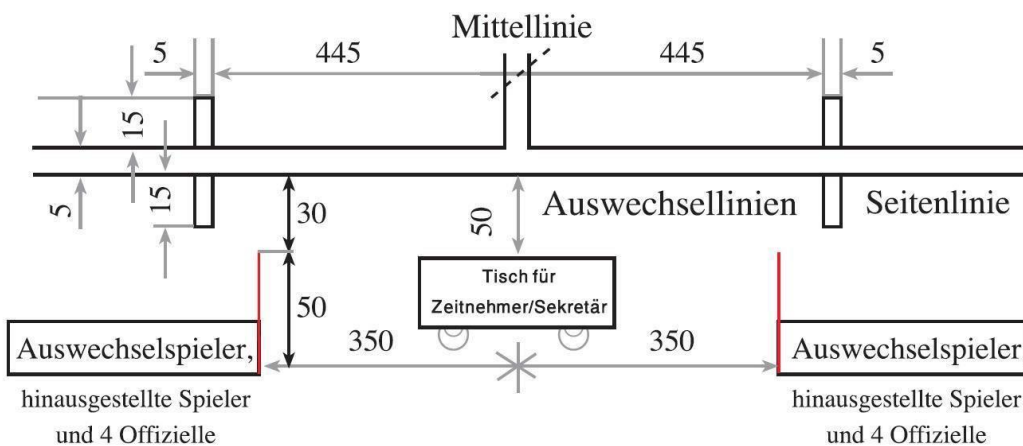 Mittellinie
5 445 445 5
15
15
5
30
50
Auswechsellinien Seitenlinie
Tisch für
Zeitnehmer/Sekretär
50
350 350
Auswechselspieler,
hinausgestellte Spieler
und 4 Offizielle
Auswechselspieler
hinausgestellte Spieler
und 4 Offizielle